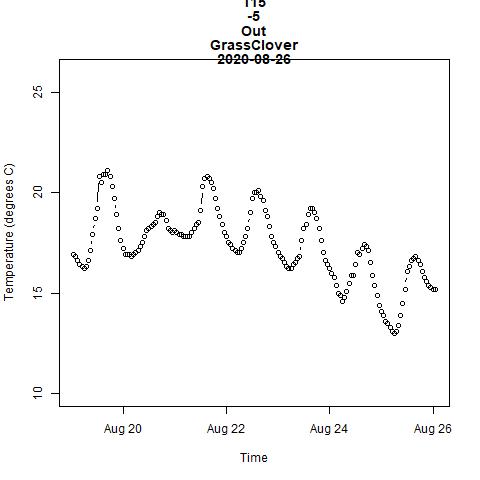 T15
-5
Out
GrassClover
2020-08-26
Temperature (degrees C)
25
20
15
10
Aug 20
Aug 22
Aug 24
Aug 26
Time